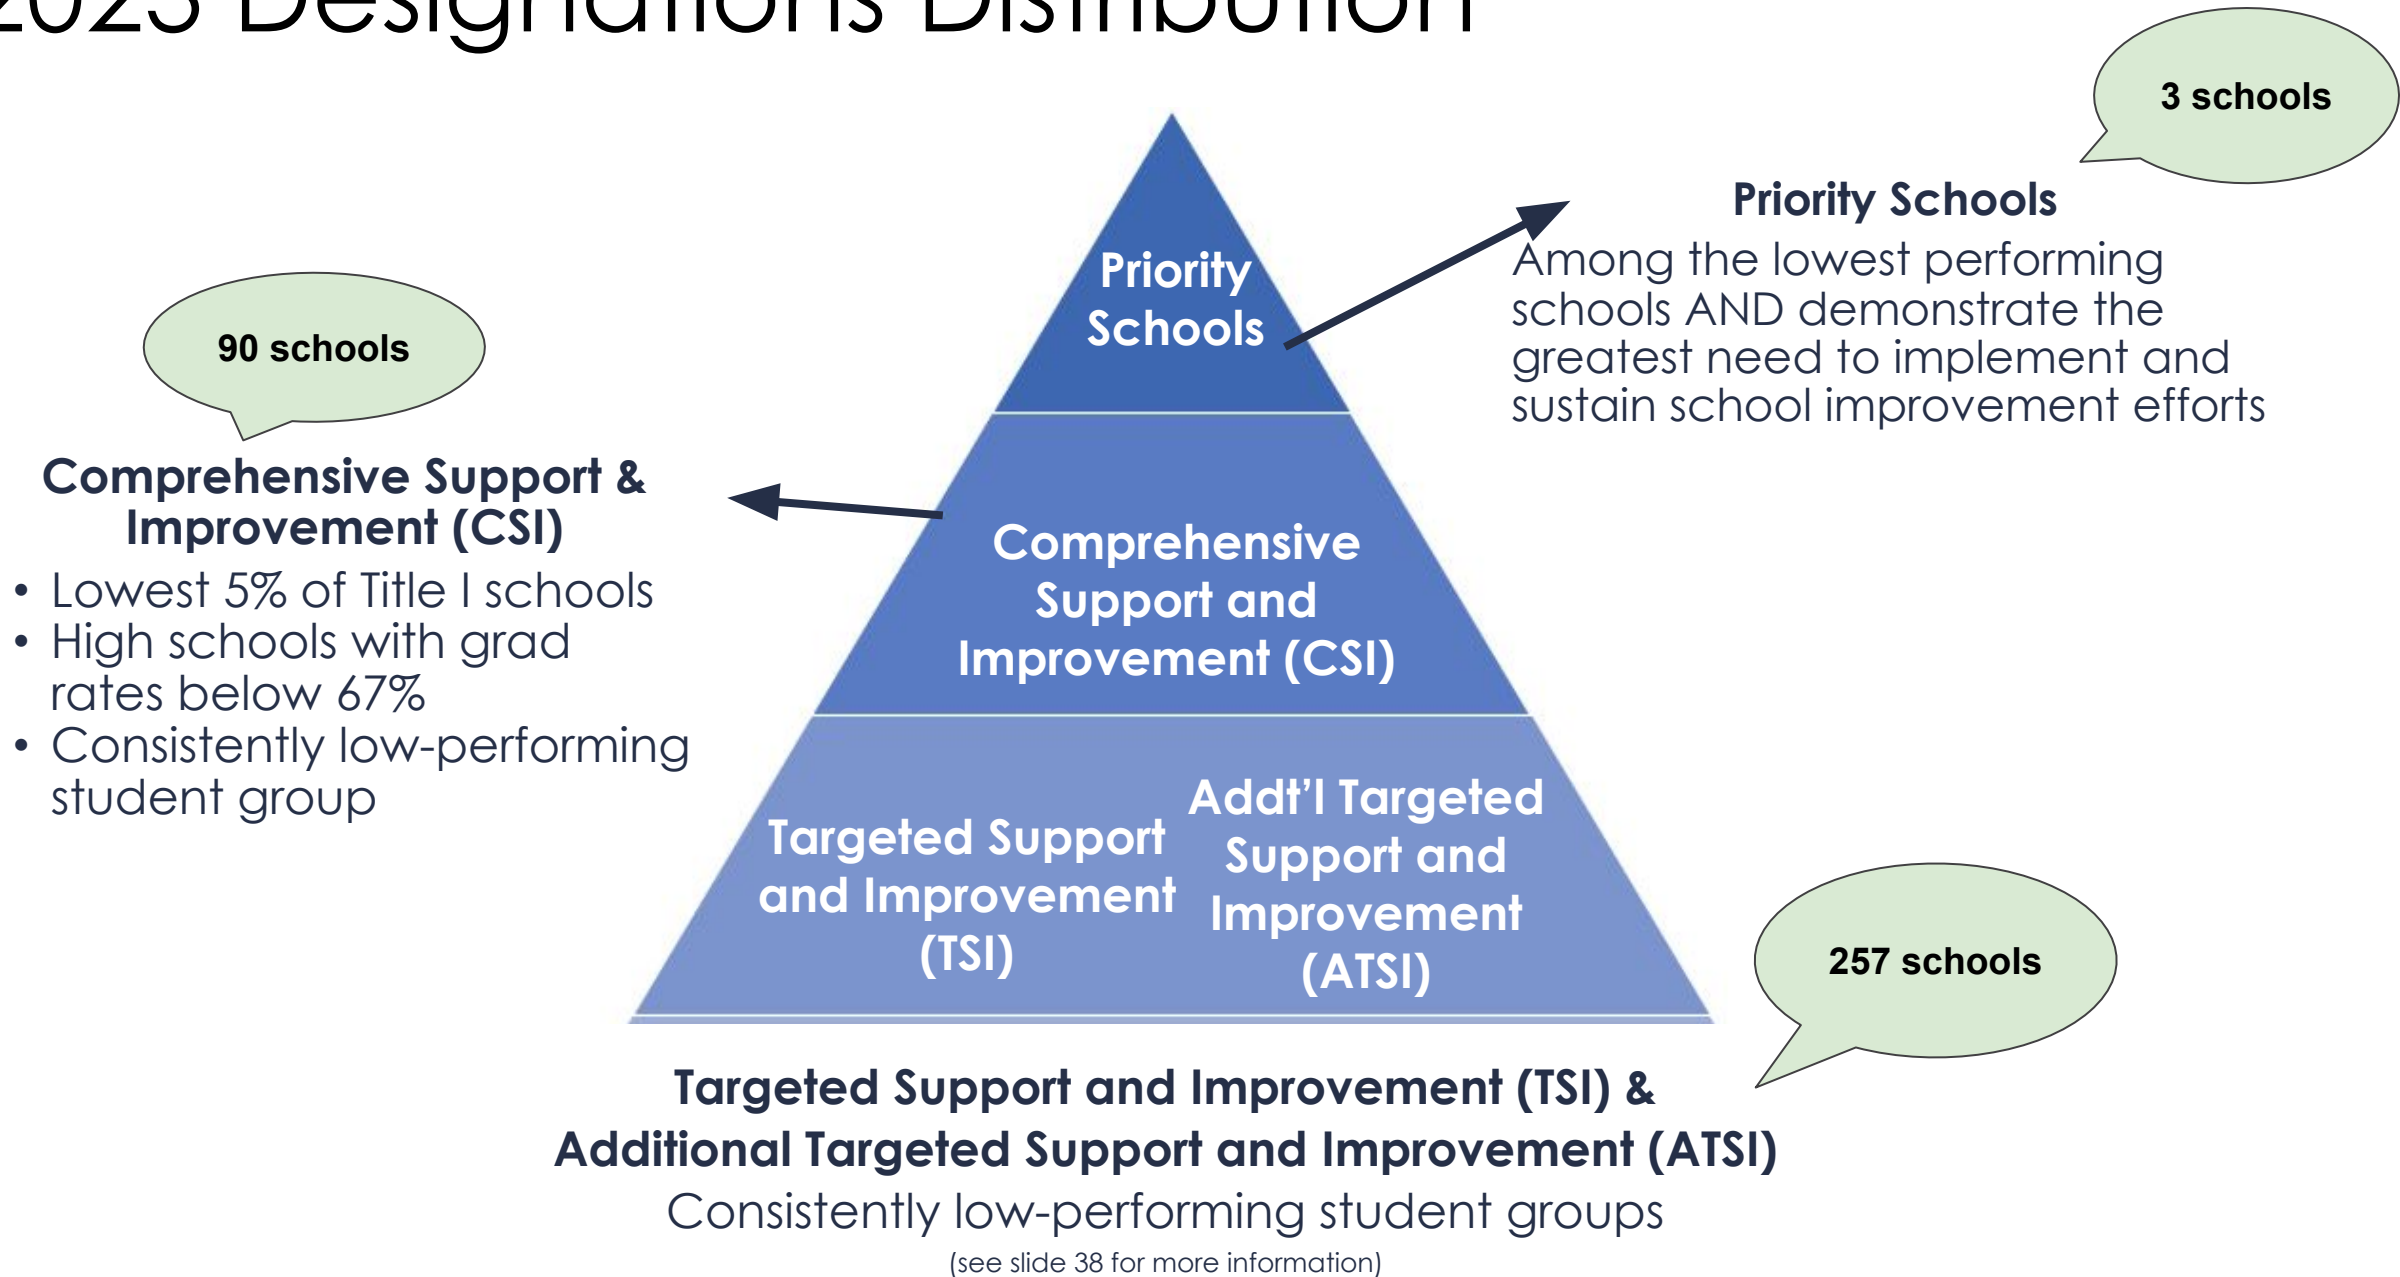 2023 Designations Distribution
3 schools
Priority Schools
Among the lowest performing
schools AND demonstrate the
greatest need to implement and
sustain school improvement efforts
90 schools
Comprehensive Support &
Improvement (CSI)
• Lowest 5% of Title I schools
• High schools with grad
rates below 67%
• Consistently low-performing
student group
Priority
Schools
Comprehensive
Support and
Improvement (CSI)
Targeted Support
and Improvement
(TSI)
Addt’l Targeted
Support and
Improvement
(ATSI)
257 schools
Targeted Support and Improvement (TSI) &
Additional Targeted Support and Improvement (ATSI)
Consistently low-performing student groups
(see slide 38 for more information)